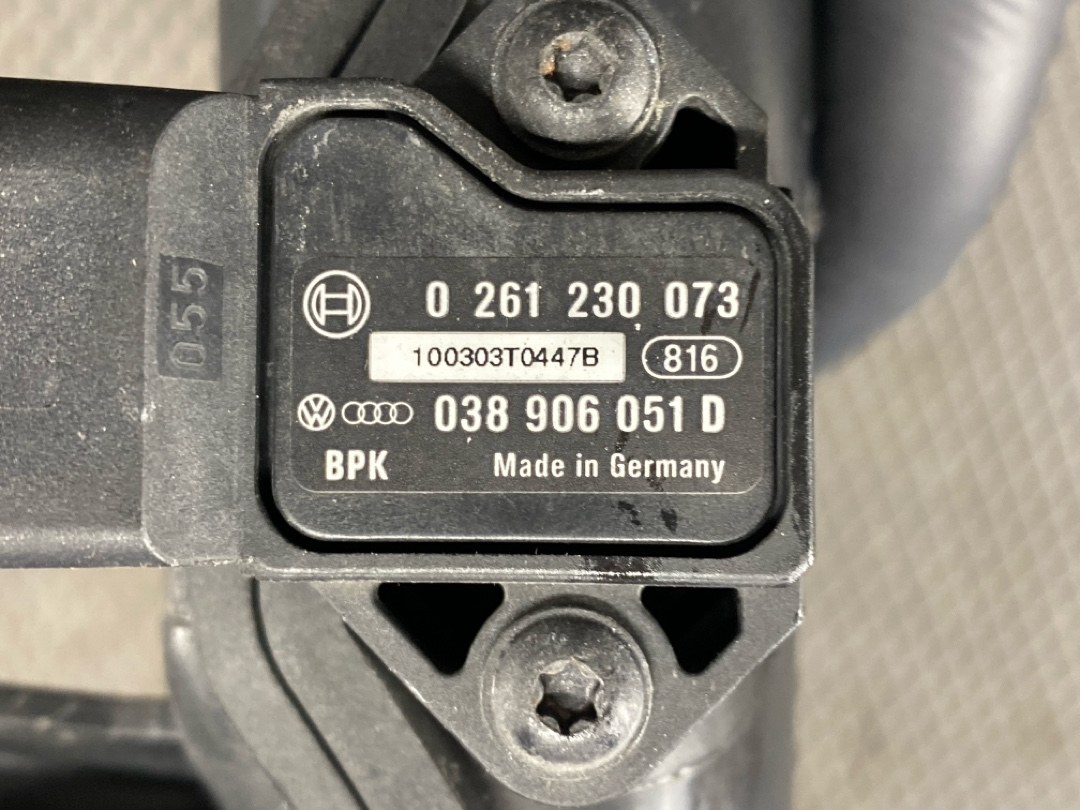 055
0 261 230 073
100303T0447B 816
038 906 051 D
BPK Made in Germany